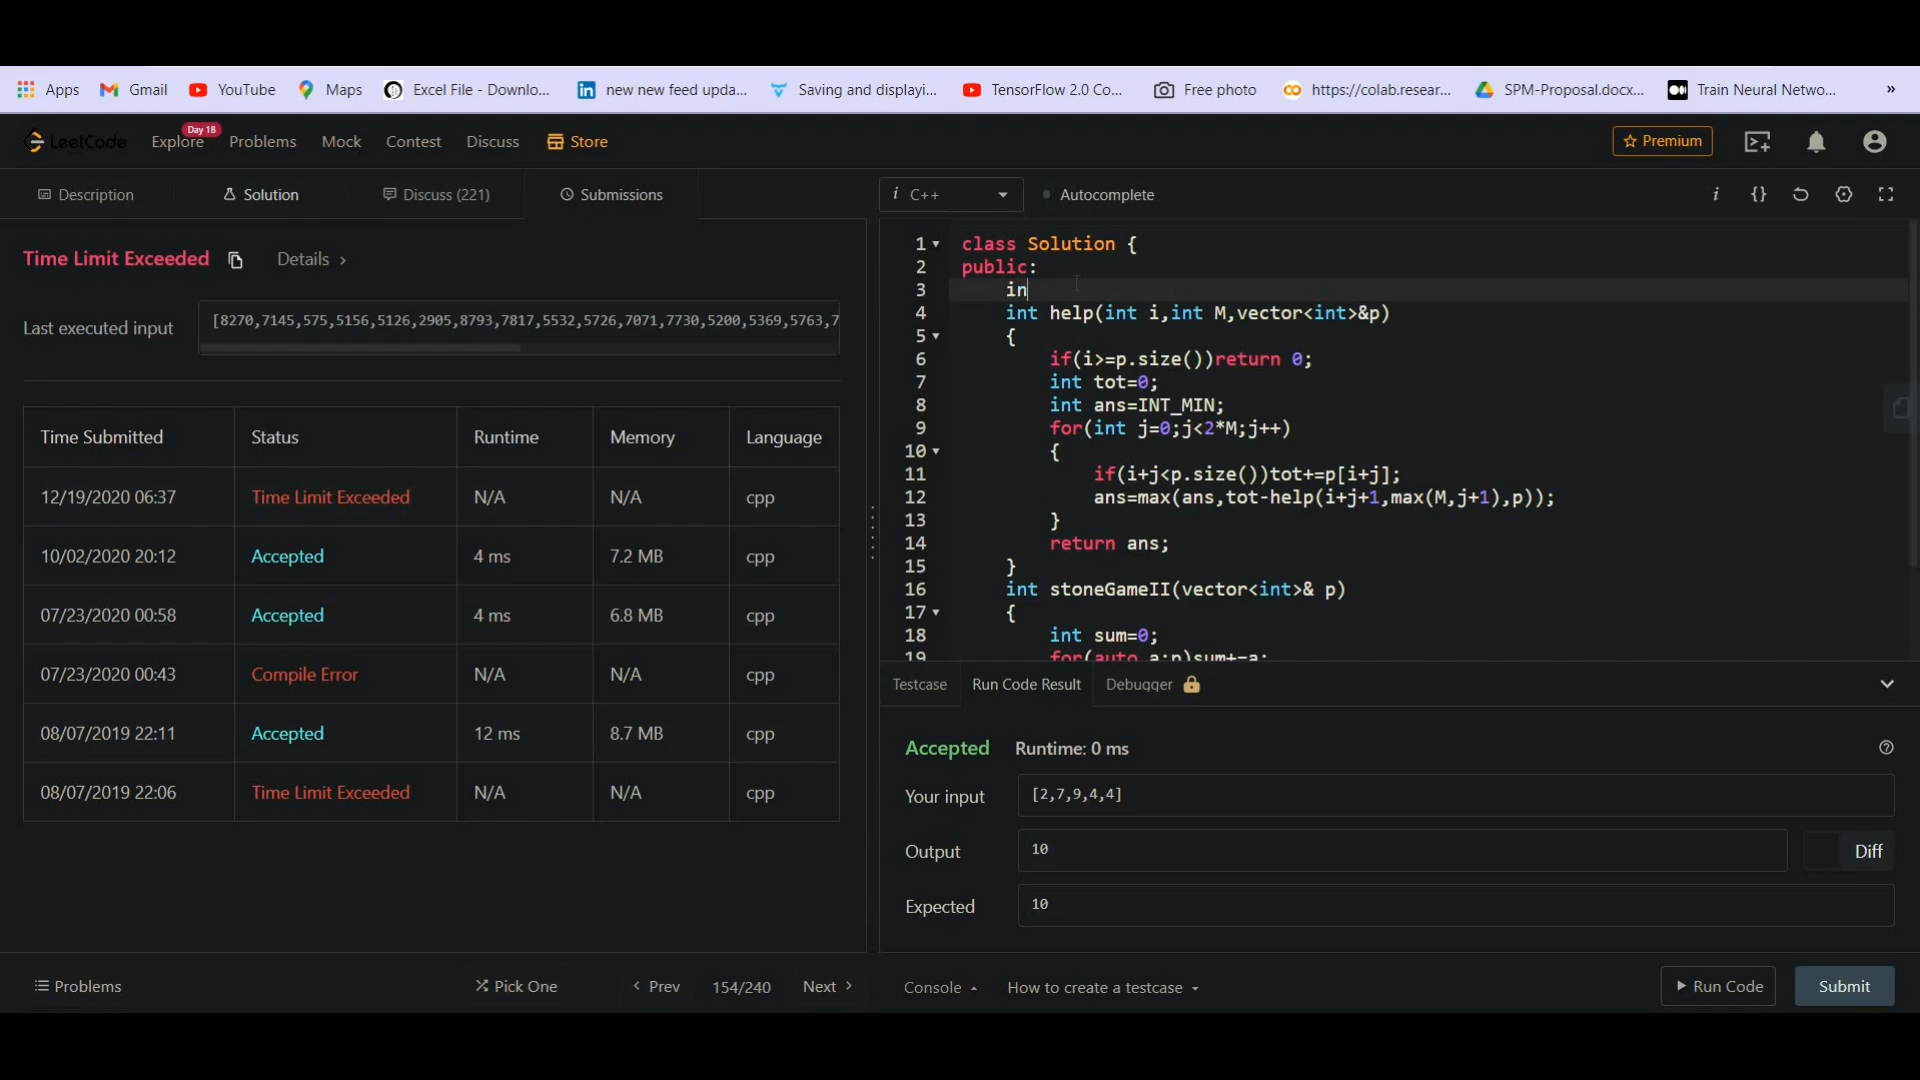 Apps Gmail YouTube Maps Excel File - Downlo... new new feed upda... Saving and displayi... TensorFlow 2.0 Co... Free photo https://colab.resear... SPM-Proposal.docx... Train Neural Netwo... »
LeetCode Explore Day 18 Problems Mock Contest Discuss Store Premium
Description Solution Discuss (221) Submissions
Time Limit Exceeded Details ›
Last executed input [8270,7145,575,5156,5126,2905,8793,7817,5532,5726,7071,7730,5200,5369,5763,7
Time Submitted Status Runtime Memory Language
12/19/2020 06:37 Time Limit Exceeded N/A N/A cpp
10/02/2020 20:12 Accepted 4 ms 7.2 MB cpp
07/23/2020 00:58 Accepted 4 ms 6.8 MB cpp
07/23/2020 00:43 Compile Error N/A N/A cpp
08/07/2019 22:11 Accepted 12 ms 8.7 MB cpp
08/07/2019 22:06 Time Limit Exceeded N/A N/A cpp
Problems Pick One ‹ Prev 154/240 Next ›
i C++ Autocomplete i {}
1 class Solution {
2 public:
3 in
4 int help(int i,int M,vector<int>&p)
5 {
6 if(i>=p.size())return 0;
7 int tot=0;
8 int ans=INT_MIN;
9 for(int j=0;j<2*M;j++)
10 {
11 if(i+j<p.size())tot+=p[i+j];
12 ans=max(ans,tot-help(i+j+1,max(M,j+1),p));
13 }
14 return ans;
15 }
16 int stoneGameII(vector<int>& p)
17 {
18 int sum=0;
19 for(auto a:p)sum+=a;
Testcase Run Code Result Debugger
Accepted Runtime: 0 ms
Your input [2,7,9,4,4]
Output 10 Diff
Expected 10
Console How to create a testcase Run Code Submit